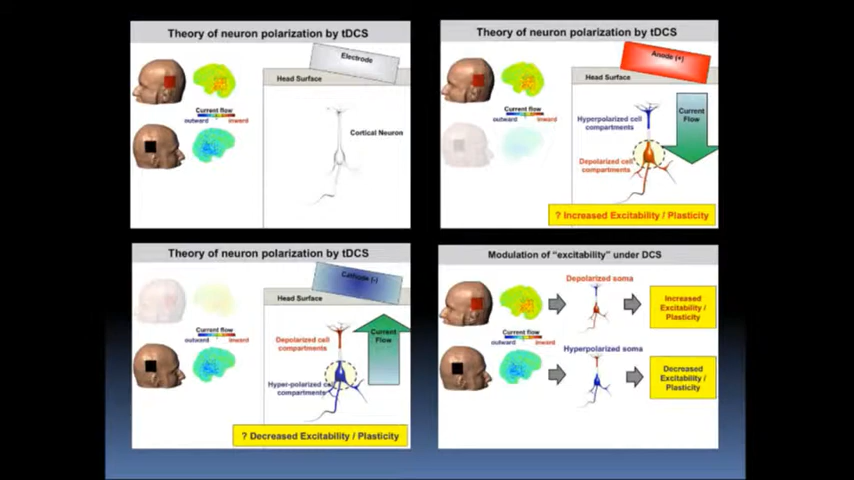 Theory of neuron polarization by tDCS
Electrode
Head Surface
Current flow
outward inward
Cortical Neuron
Theory of neuron polarization by tDCS
Anode (+)
Head Surface
Current flow
outward inward
Hyperpolarized cell
compartments
Current
Flow
Depolarized cell
compartments
? Increased Excitability / Plasticity
Theory of neuron polarization by tDCS
Cathode (-)
Head Surface
Current flow
outward inward
Depolarized cell
compartments
Current
Flow
Hyper-polarized cell
compartments
? Decreased Excitability / Plasticity
Modulation of “excitability” under DCS
Depolarized soma
Increased
Excitability /
Plasticity
Current flow
outward inward
Hyperpolarized soma
Decreased
Excitability /
Plasticity